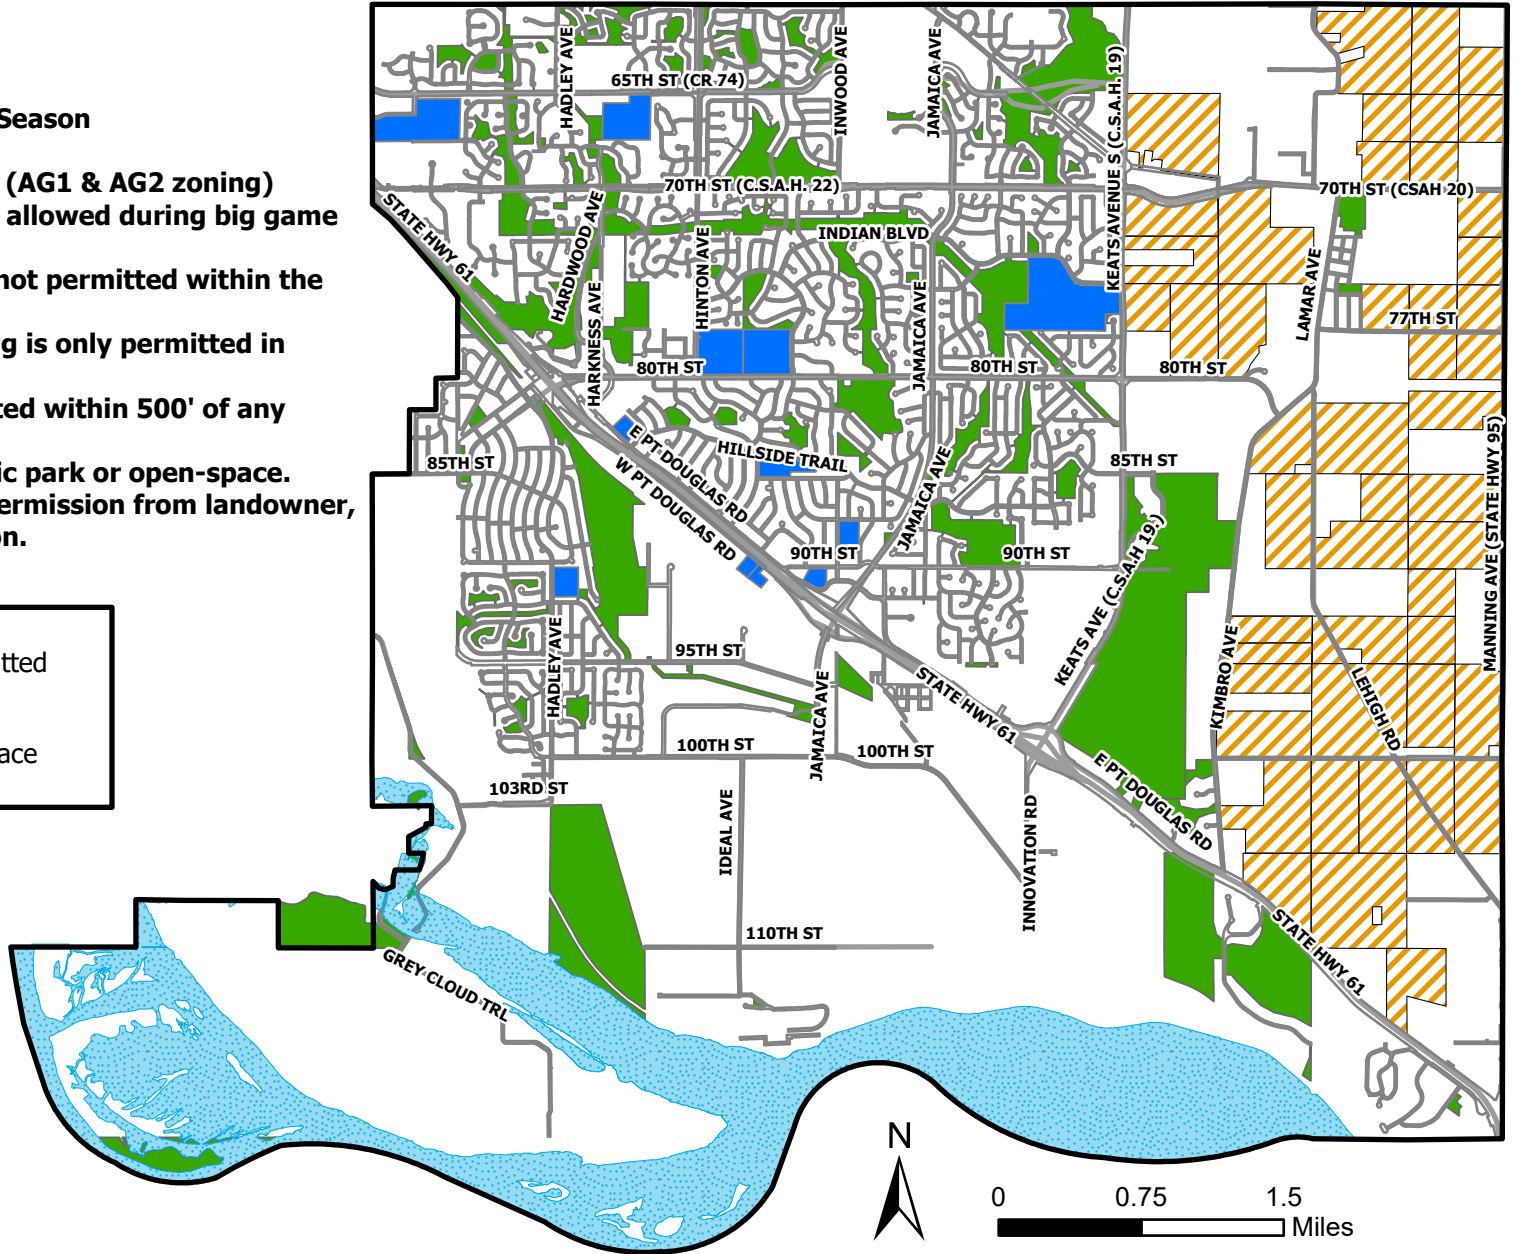 Season
(AG1 & AG2 zoning)
allowed during big game
not permitted within the
g is only permitted in
ted within 500' of any
ic park or open-space.
ermission from landowner,
on.
tted
ace
65TH ST (CR 74)
HADLEY AVE
INWOOD AVE
JAMAICA AVE
KEATS AVENUE S (C.S.A.H. 19)
70TH ST (C.S.A.H. 22)
70TH ST (CSAH 20)
STATE HWY 61
HARDWOOD AVE
HARKNESS AVE
HINTON AVE
INDIAN BLVD
JAMAICA AVE
LAMAR AVE
77TH ST
80TH ST
80TH ST
80TH ST
85TH ST
E PT DOUGLAS RD
W PT DOUGLAS RD
HILLSIDE TRAIL
JAMAICA AVE
85TH ST
MANNING AVE (STATE HWY 95)
90TH ST
90TH ST
KEATS AVE (C.S.A.H 19.)
HADLEY AVE
95TH ST
JAMAICA AVE
STATE HWY 61
KIMBRO AVE
LEHIGH RD
100TH ST
100TH ST
103RD ST
IDEAL AVE
INNOVATION RD
E PT DOUGLAS RD
110TH ST
STATE HWY 61
GREY CLOUD TRL
N
0 0.75 1.5
Miles